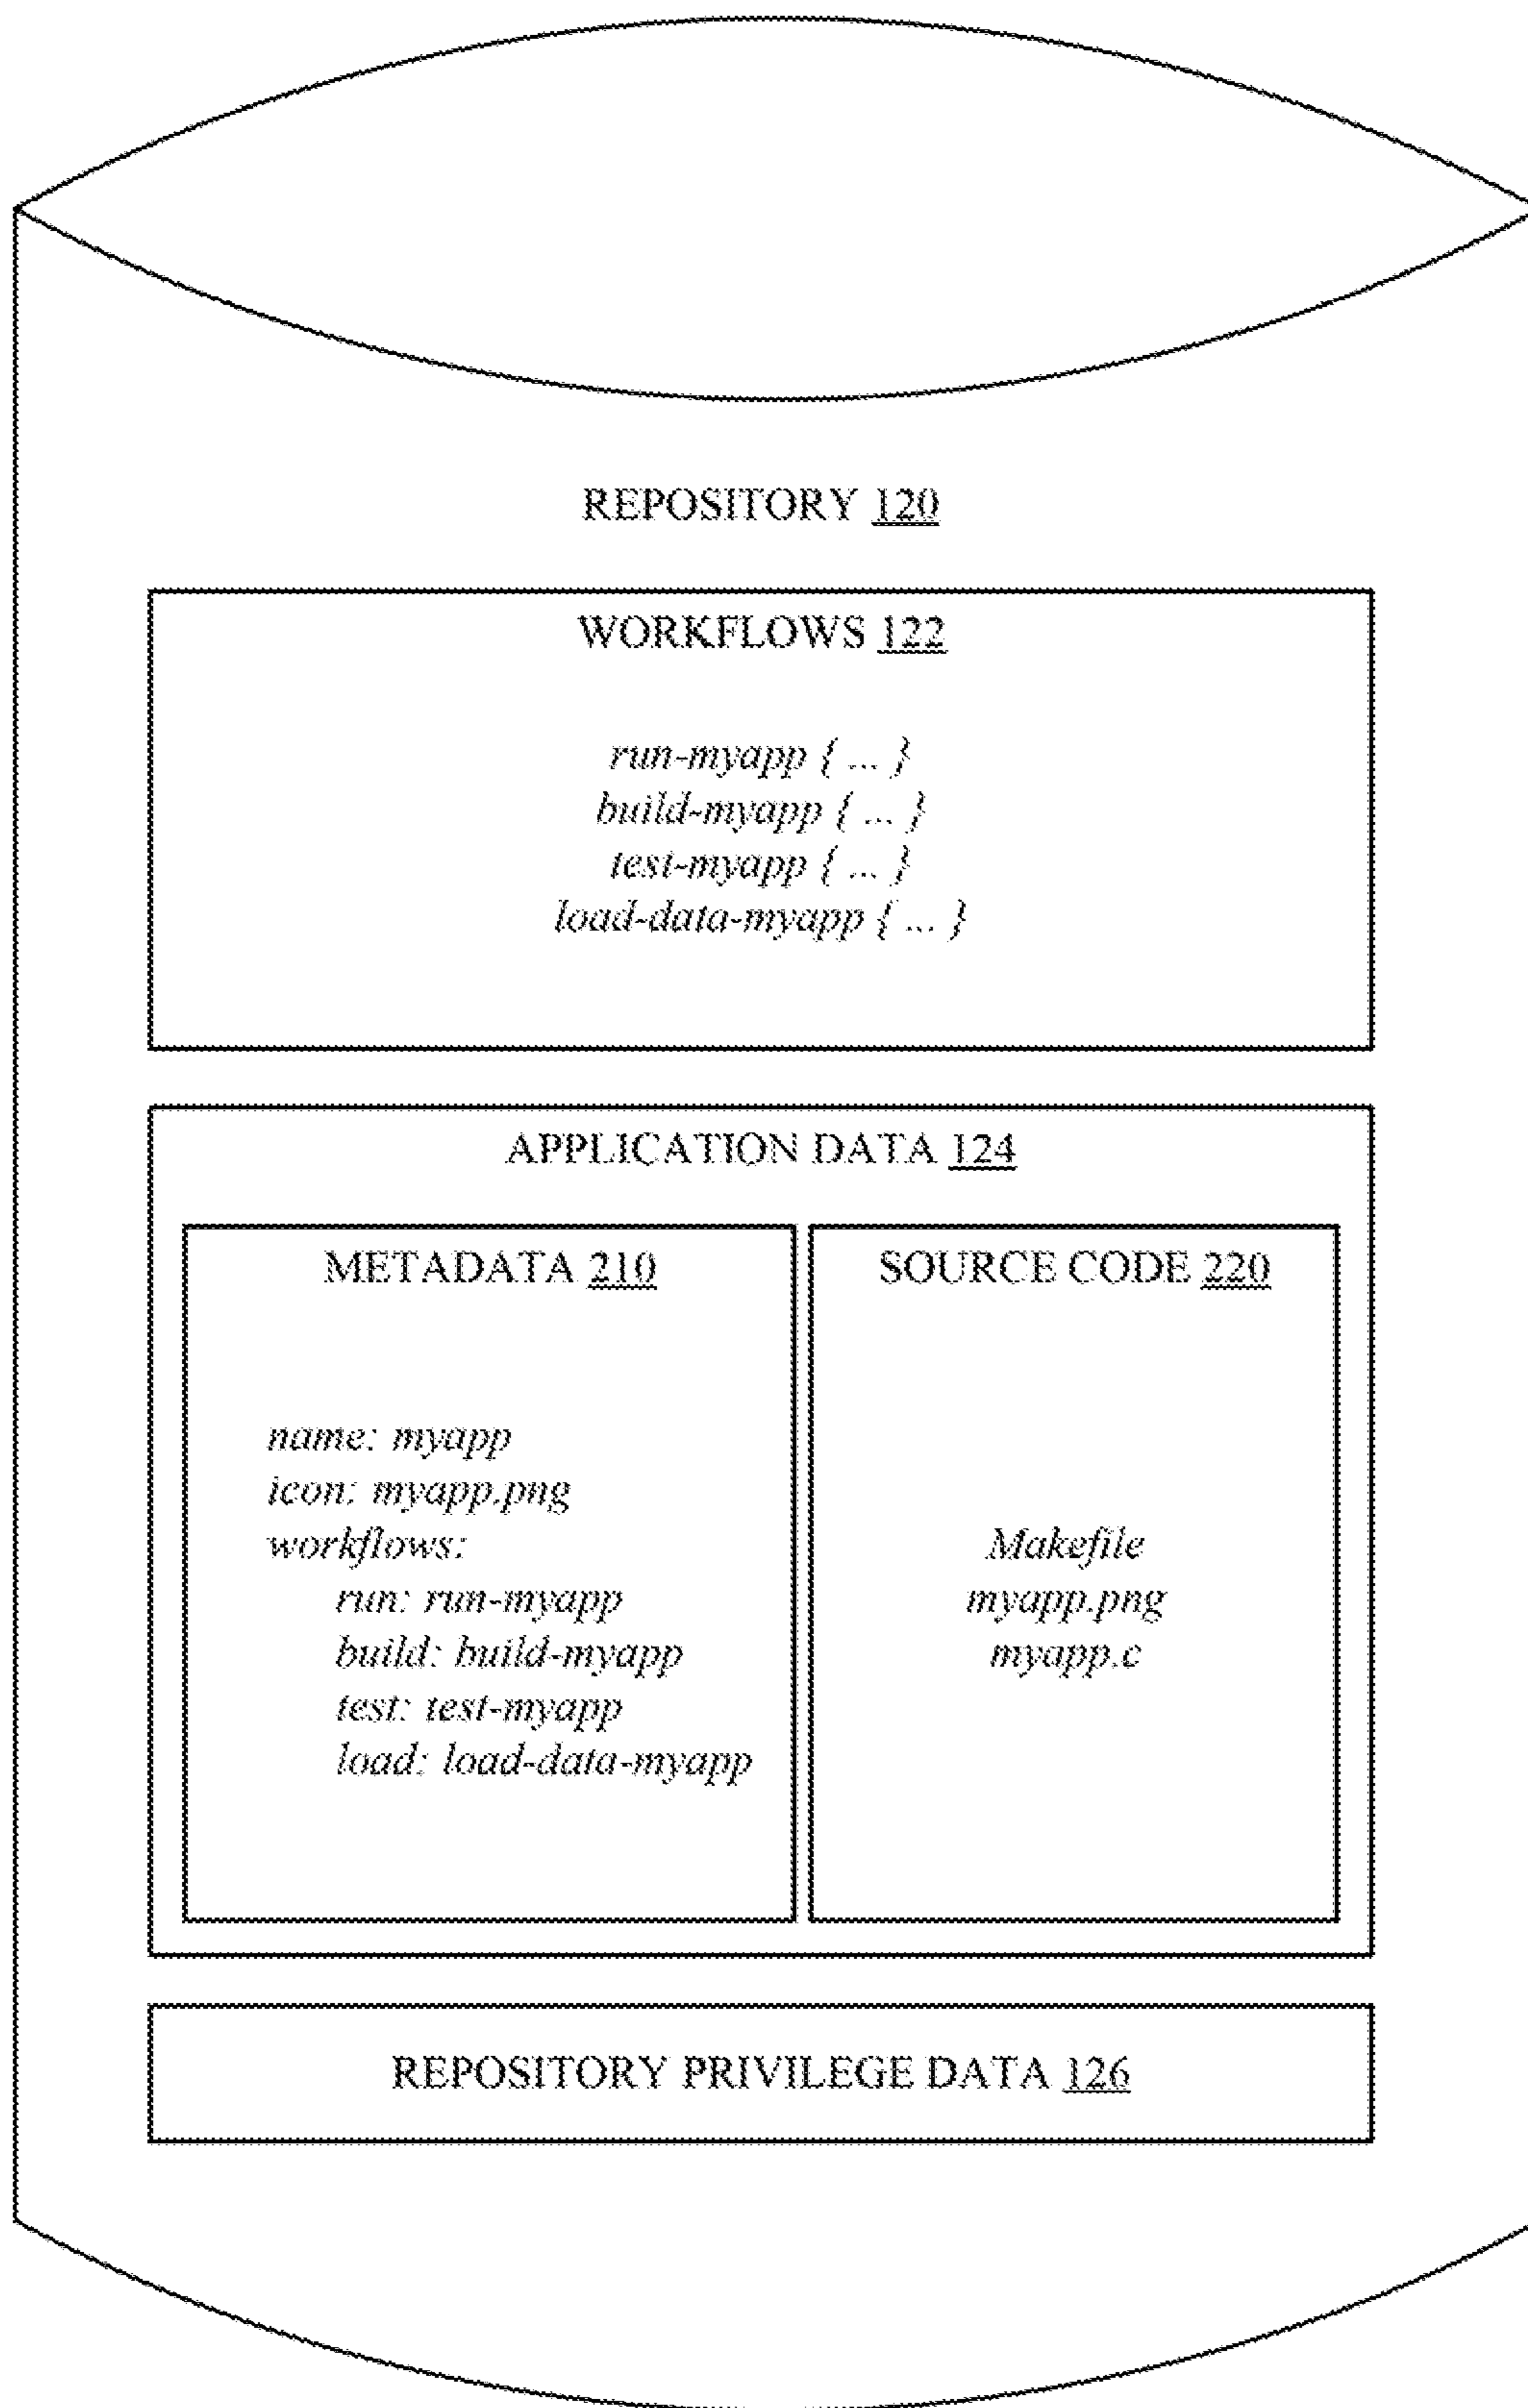 REPOSITORY 120
WORKFLOWS 122
run-myapp { ... }
build-myapp { ... }
test-myapp { ... }
load-data-myapp { ... }
APPLICATION DATA 124
METADATA 210
name: myapp
icon: myapp.png
workflows:
run: run-myapp
build: build-myapp
test: test-myapp
load: load-data-myapp
SOURCE CODE 220
Makefile
myapp.png
myapp.c
REPOSITORY PRIVILEGE DATA 126